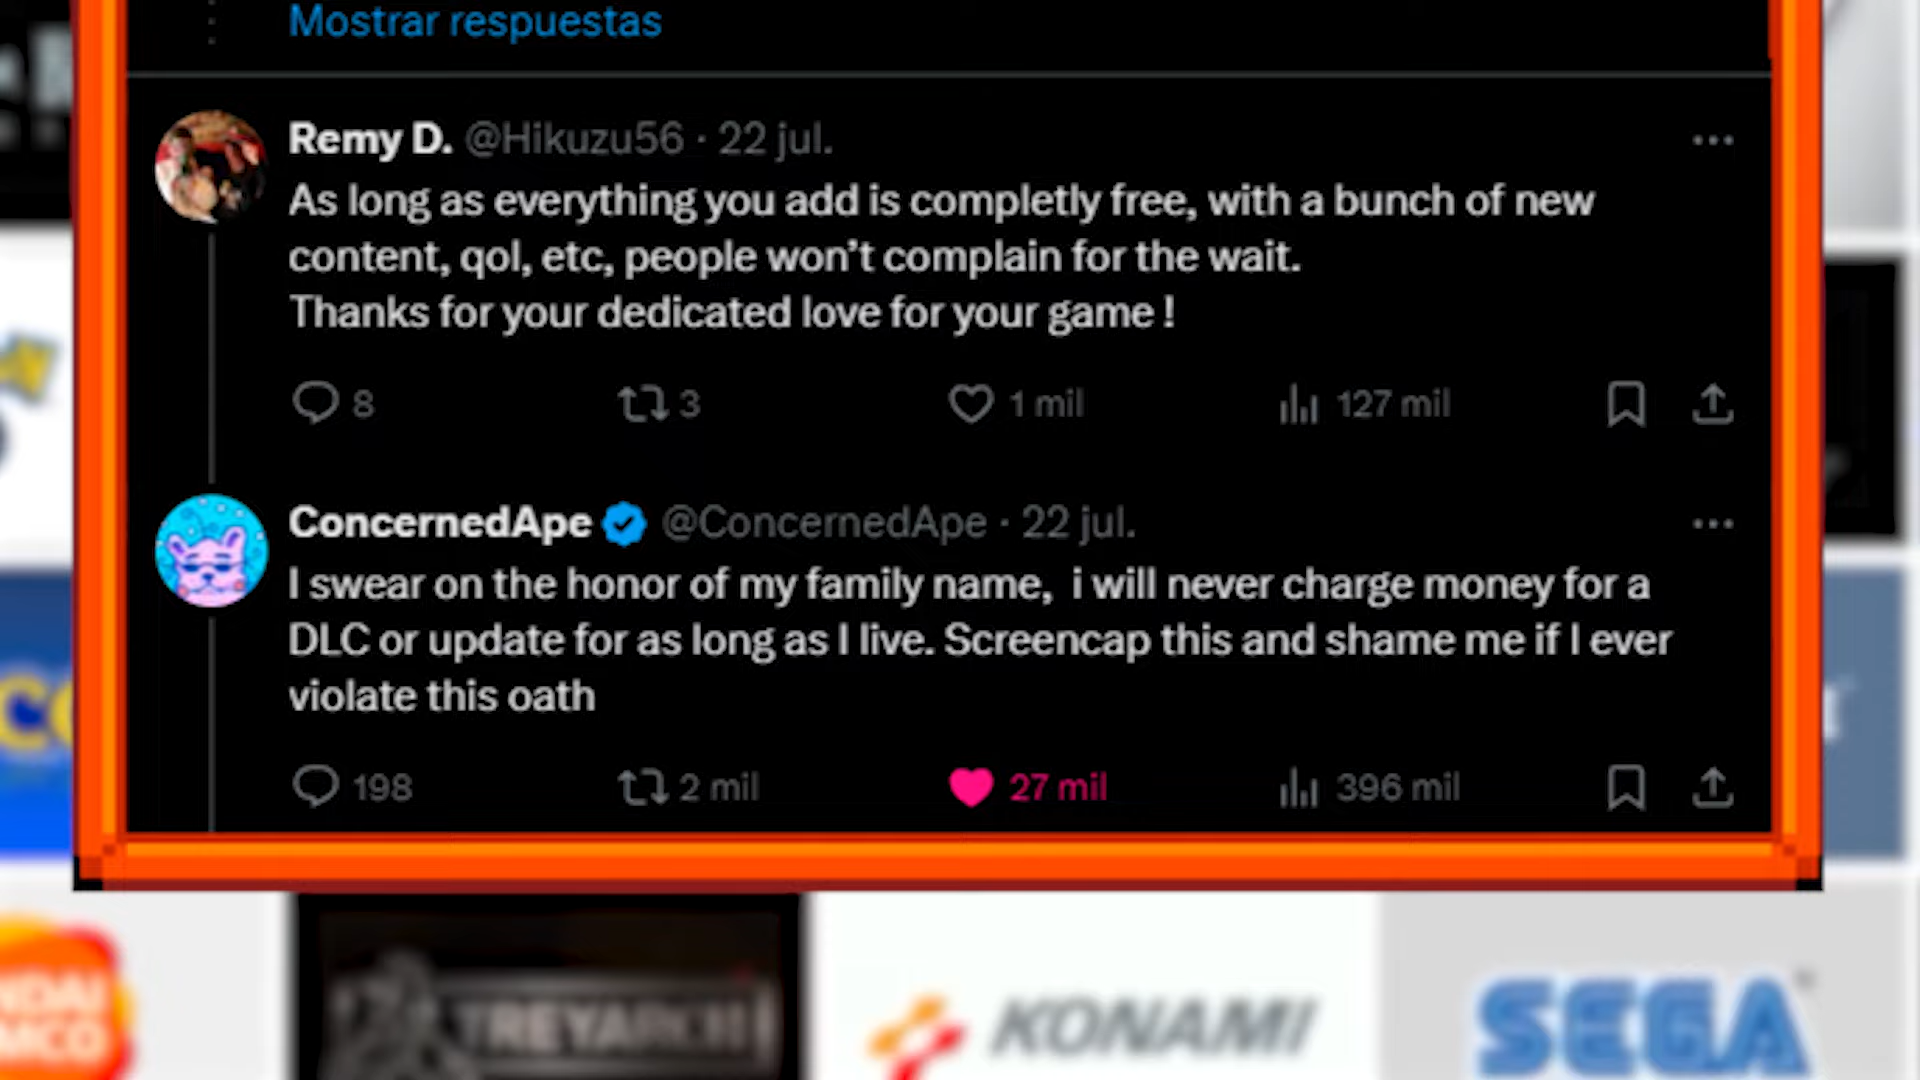 Mostrar respuestas
Remy D. @Hikuzu56 · 22 jul.
As long as everything you add is completly free, with a bunch of new
content, qol, etc, people won't complain for the wait.
Thanks for your dedicated love for your game !
8 3 1 mil 127 mil
ConcernedApe @ConcernedApe · 22 jul.
I swear on the honor of my family name,  i will never charge money for a
DLC or update for as long as I live. Screencap this and shame me if I ever
violate this oath
198 2 mil 27 mil 396 mil
TREYARCH
KONAMI
SEGA